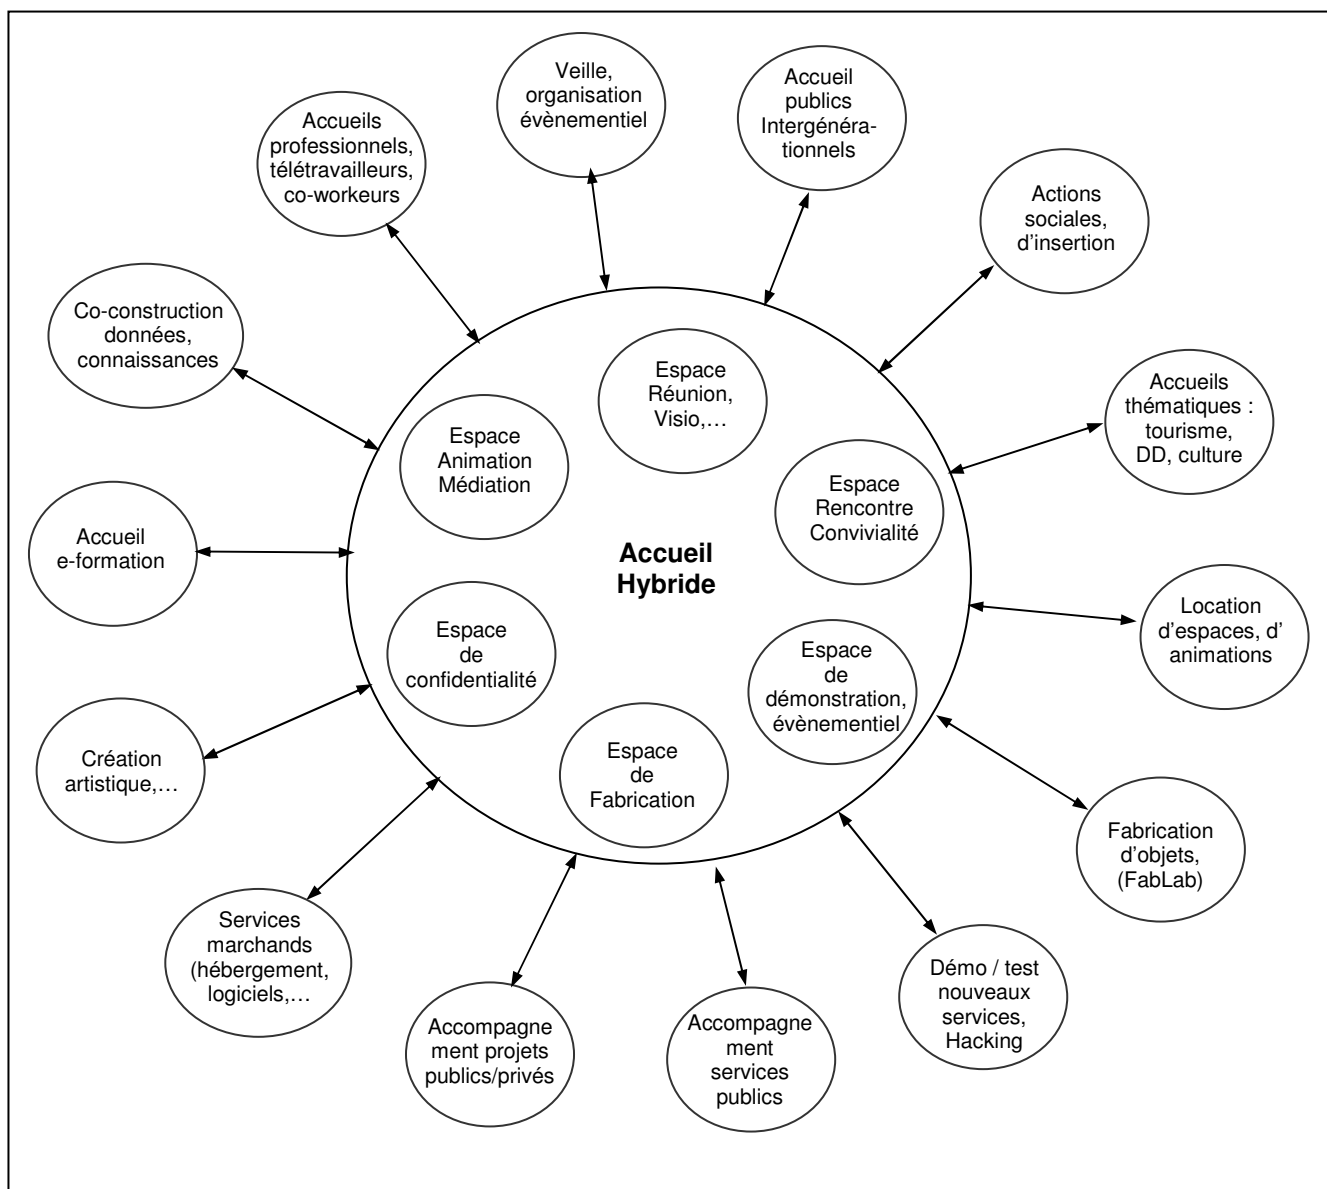 Veille,
organisation
évènementiel
Accueil
publics
Intergénéra-
tionnels
Accueils
professionnels,
télétravailleurs,
co-workeurs
Actions
sociales,
d'insertion
Co-construction
données,
connaissances
Accueils
thématiques :
tourisme,
DD, culture
Espace
Réunion,
Visio,…
Espace
Animation
Médiation
Espace
Rencontre
Convivialité
Accueil
e-formation
Accueil
Hybride
Location
d'espaces, d'
animations
Espace
de
confidentialité
Espace
de
démonstration,
évènementiel
Création
artistique,…
Espace
de
Fabrication
Fabrication
d'objets,
(FabLab)
Services
marchands
(hébergement,
logiciels,…
Démo / test
nouveaux
services,
Hacking
Accompagne
ment projets
publics/privés
Accompagne
ment
services
publics